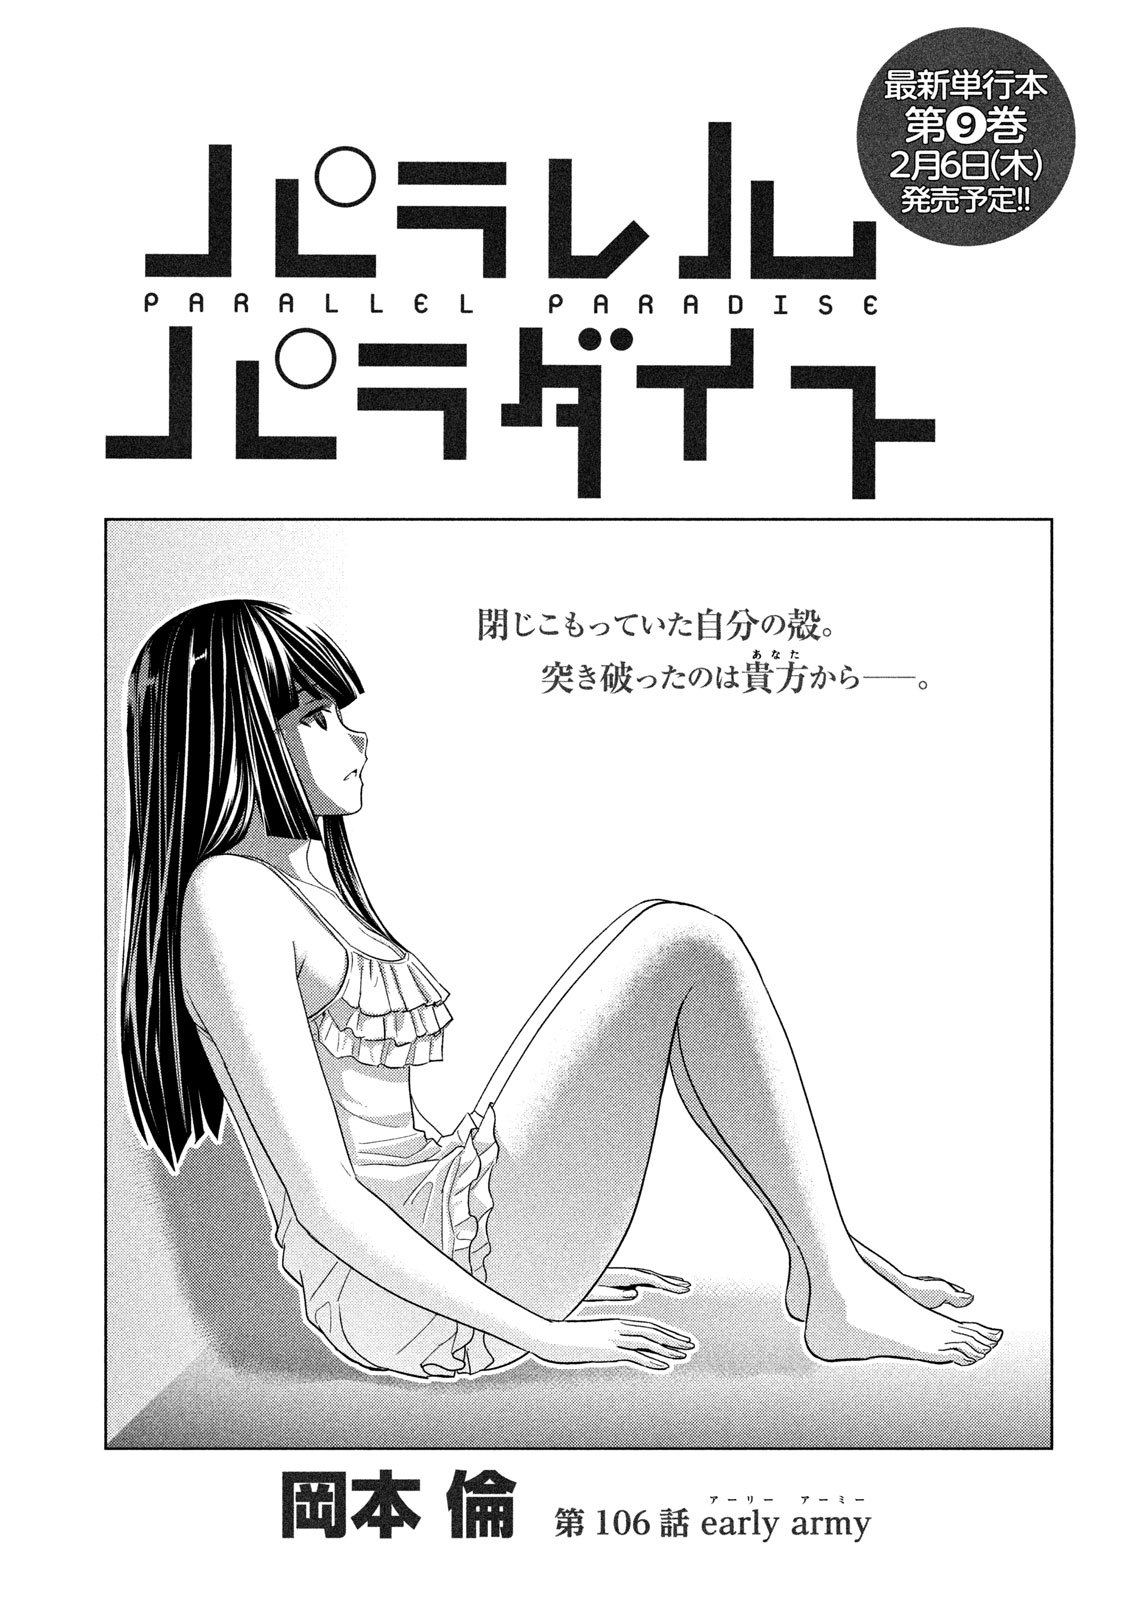 最新単行本
第9巻
2月6日(木)
発売予定!!
パラレル
PARALLEL PARADISE
パラダイス
閉じこもっていた自分の殻。
あなた
突き破ったのは貴方から——。
岡本 倫
アーリー アーミー
第106話 early army